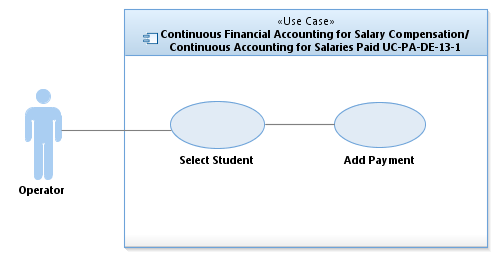 «Use Case»
Continuous Financial Accounting for Salary Compensation/
Continuous Accounting for Salaries Paid UC-PA-DE-13-1
Select Student
Add Payment
Operator